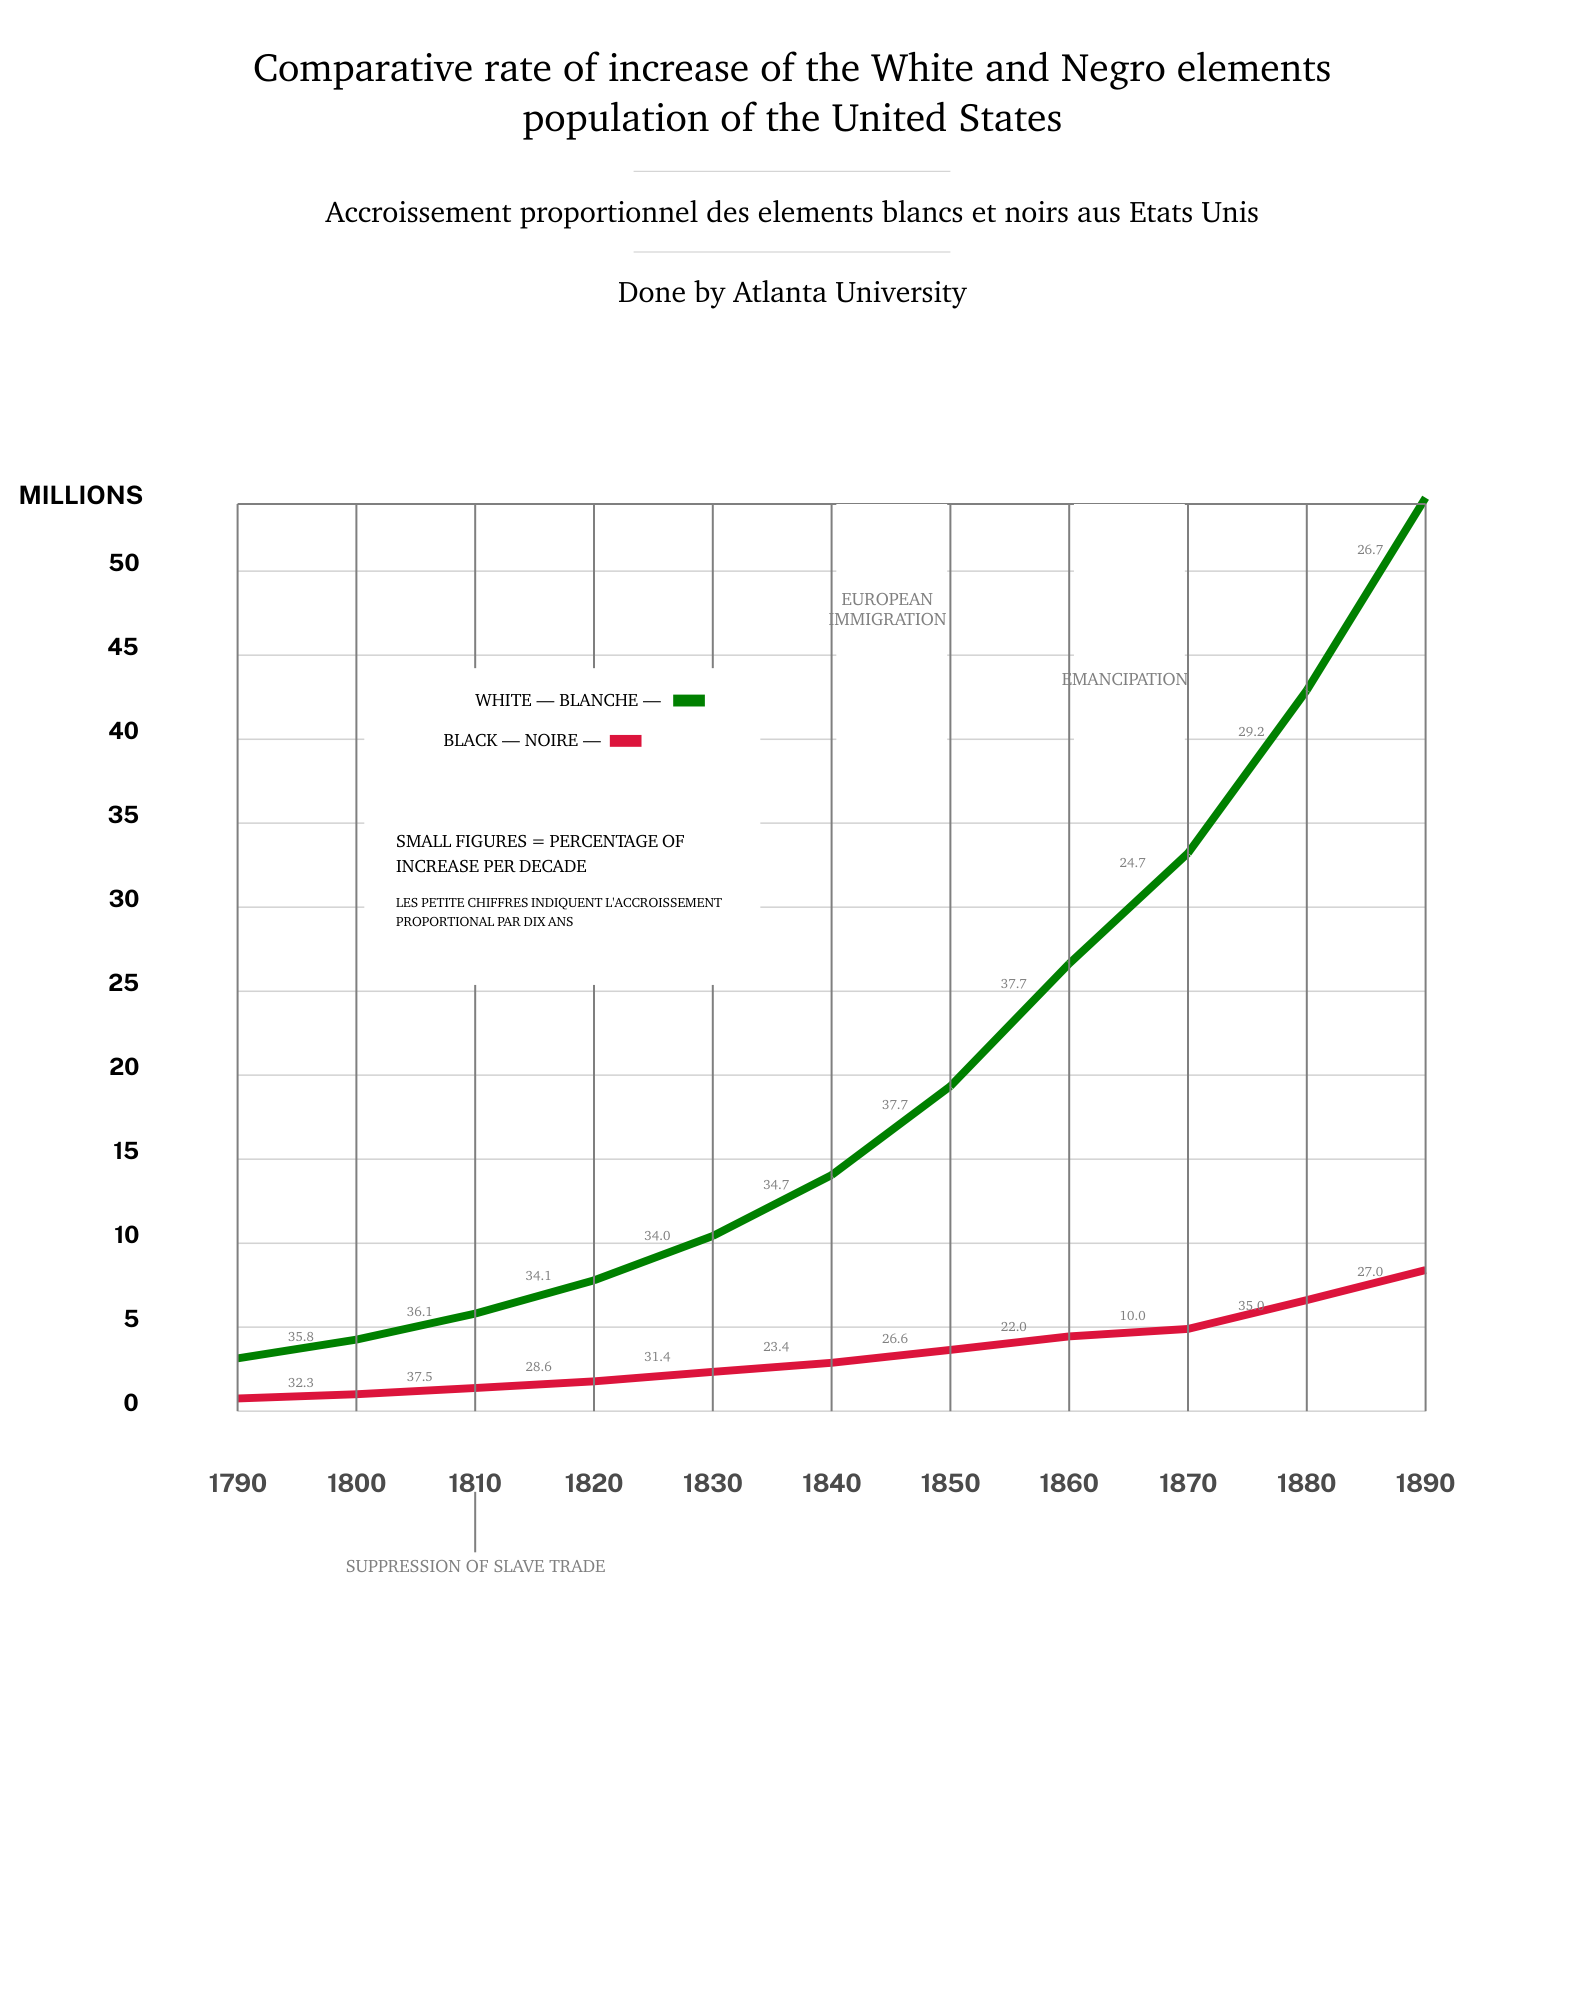 Comparative rate of increase of the White and Negro elements
population of the United States
Accroissement proportionnel des elements blancs et noirs aus Etats Unis
Done by Atlanta University
MILLIONS
50
45
40
35
30
25
20
15
10
5
0
EUROPEAN
IMMIGRATION
EMANCIPATION
WHITE — BLANCHE —
BLACK — NOIRE —
SMALL FIGURES = PERCENTAGE OF
INCREASE PER DECADE
LES PETITE CHIFFRES INDIQUENT L'ACCROISSEMENT
PROPORTIONAL PAR DIX ANS
35.8
36.1
34.1
34.0
34.7
37.7
37.7
24.7
29.2
26.7
32.3
37.5
28.6
31.4
23.4
26.6
22.0
10.0
35.0
27.0
1790 1800 1810 1820 1830 1840 1850 1860 1870 1880 1890
SUPPRESSION OF SLAVE TRADE